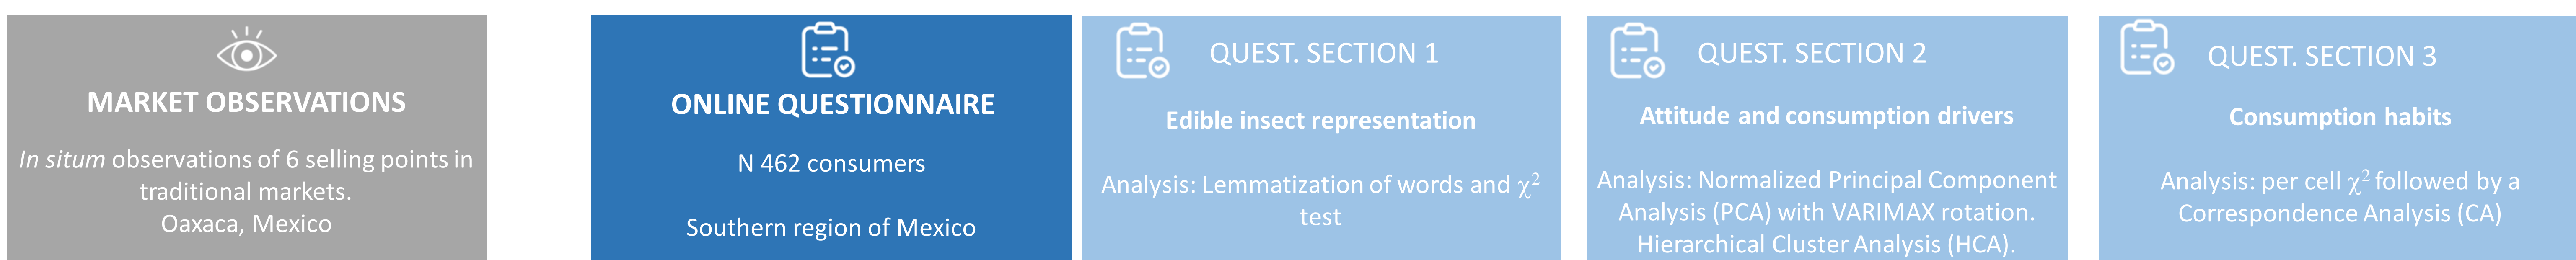 MARKET OBSERVATIONS
In situm observations of 6 selling points in
traditional markets.
Oaxaca, Mexico
ONLINE QUESTIONNAIRE
N 462 consumers
Southern region of Mexico
QUEST. SECTION 1
Edible insect representation
Analysis: Lemmatization of words and χ²
test
QUEST. SECTION 2
Attitude and consumption drivers
Analysis: Normalized Principal Component
Analysis (PCA) with VARIMAX rotation.
Hierarchical Cluster Analysis (HCA).
QUEST. SECTION 3
Consumption habits
Analysis: per cell χ² followed by a
Correspondence Analysis (CA)